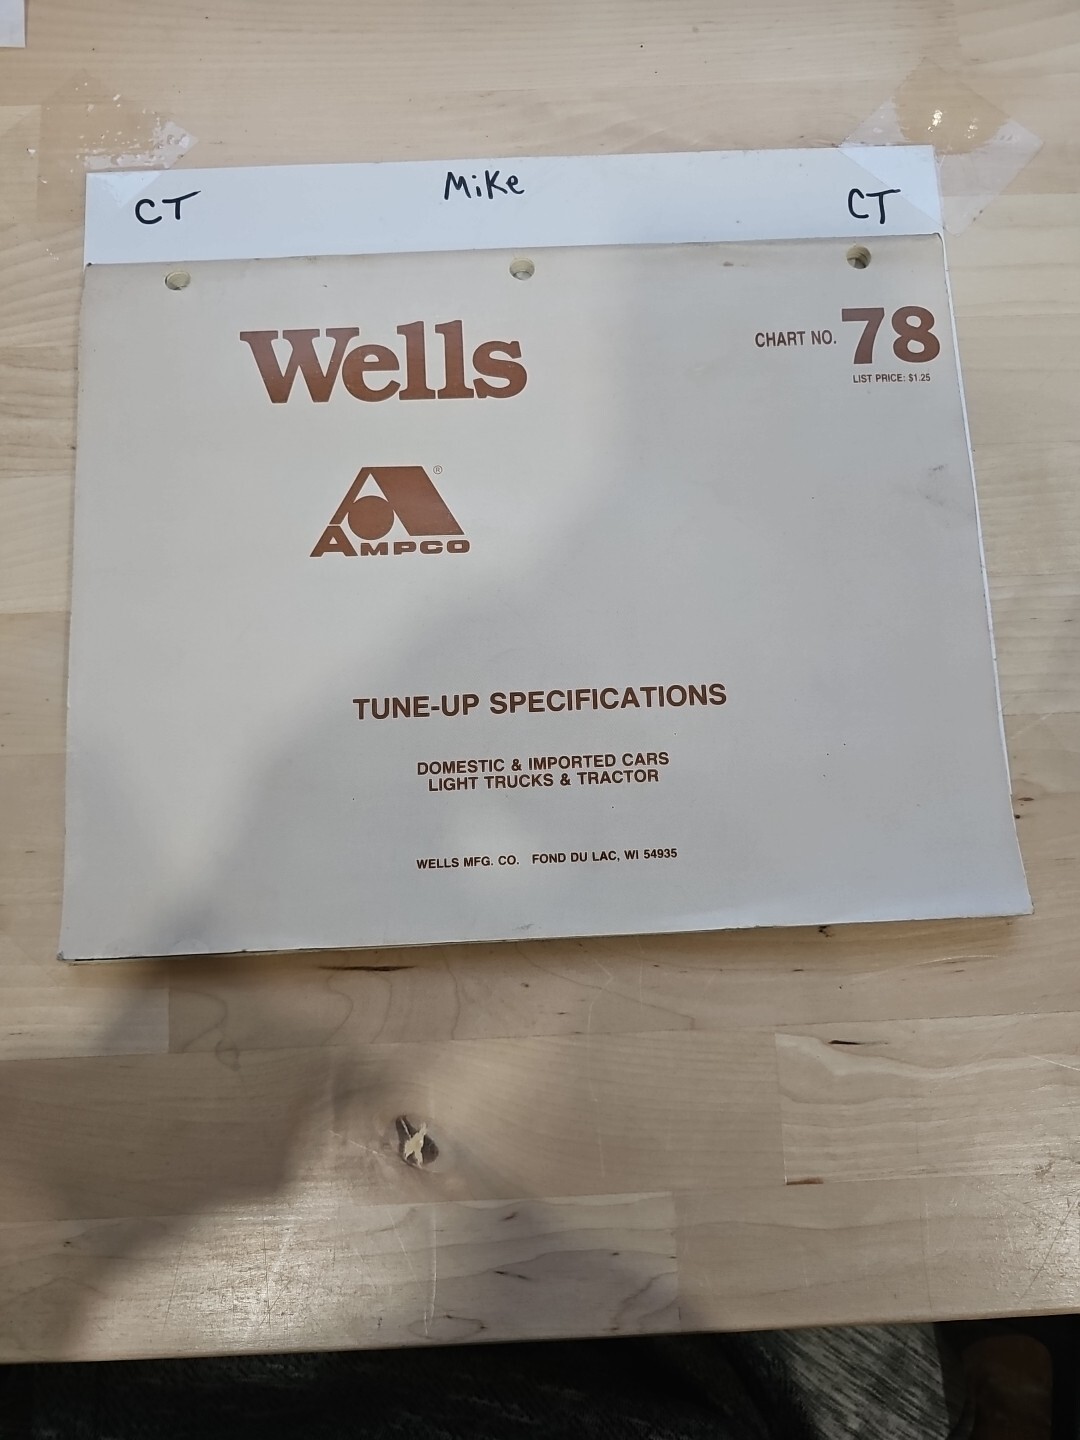 CT Mike CT
Wells
CHART NO. 78
LIST PRICE: $1.25
®
AMPCO
TUNE-UP SPECIFICATIONS
DOMESTIC & IMPORTED CARS
LIGHT TRUCKS & TRACTOR
WELLS MFG. CO. FOND DU LAC, WI 54935